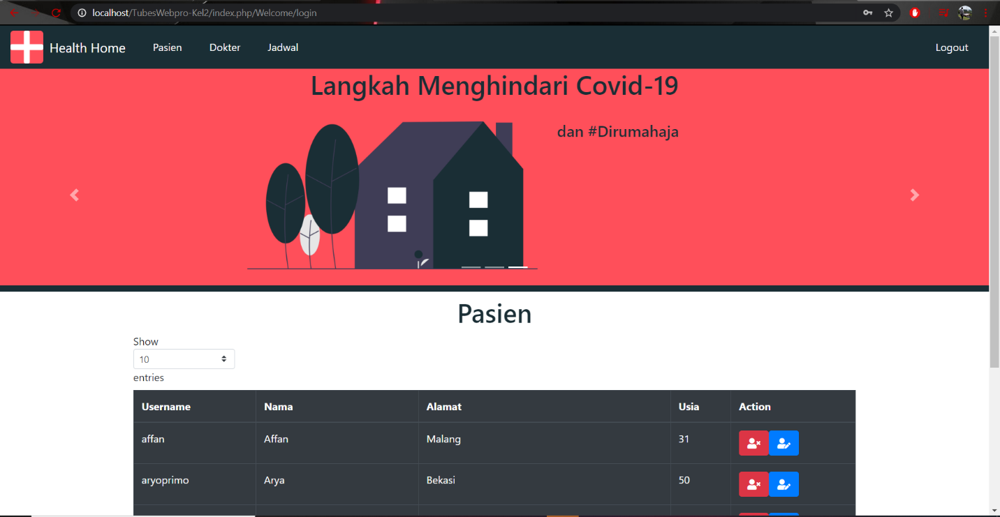 localhost/TubesWebpro-Kel2/index.php/Welcome/login
Health Home Pasien Dokter Jadwal Logout
Langkah Menghindari Covid-19
dan #Dirumahaja
Pasien
Show
10
entries
Username Nama Alamat Usia Action
affan Affan Malang 31
aryoprimo Arya Bekasi 50